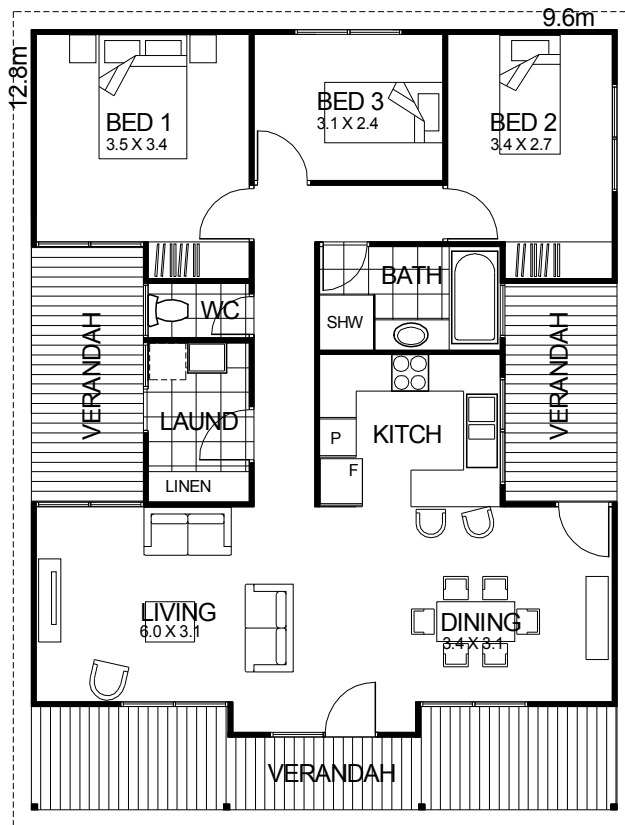 9.6m
12.8m
BED 1
3.5 X 3.4
BED 3
3.1 X 2.4
BED 2
3.4 X 2.7
BATH
WC
SHW
VERANDAH
VERANDAH
LAUND
KITCH
P
F
LINEN
LIVING
6.0 X 3.1
DINING
3.4 X 3.1
VERANDAH